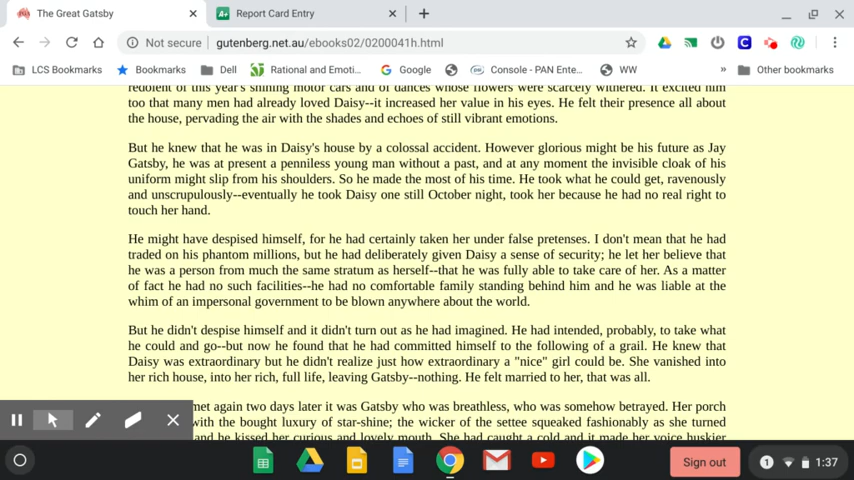 The Great Gatsby
Report Card Entry
Not secure | gutenberg.net.au/ebooks02/0200041h.html
LCS Bookmarks Bookmarks Dell Rational and Emoti... Google Console - PAN Ente... WW » Other bookmarks
redolent of this year's shining motor cars and of dances whose flowers were scarcely withered. It excited him
too that many men had already loved Daisy--it increased her value in his eyes. He felt their presence all about
the house, pervading the air with the shades and echoes of still vibrant emotions.
But he knew that he was in Daisy's house by a colossal accident. However glorious might be his future as Jay
Gatsby, he was at present a penniless young man without a past, and at any moment the invisible cloak of his
uniform might slip from his shoulders. So he made the most of his time. He took what he could get, ravenously
and unscrupulously--eventually he took Daisy one still October night, took her because he had no real right to
touch her hand.
He might have despised himself, for he had certainly taken her under false pretenses. I don't mean that he had
traded on his phantom millions, but he had deliberately given Daisy a sense of security; he let her believe that
he was a person from much the same stratum as herself--that he was fully able to take care of her. As a matter
of fact he had no such facilities--he had no comfortable family standing behind him and he was liable at the
whim of an impersonal government to be blown anywhere about the world.
But he didn't despise himself and it didn't turn out as he had imagined. He had intended, probably, to take what
he could and go--but now he found that he had committed himself to the following of a grail. He knew that
Daisy was extraordinary but he didn't realize just how extraordinary a "nice" girl could be. She vanished into
her rich house, into her rich, full life, leaving Gatsby--nothing. He felt married to her, that was all.
met again two days later it was Gatsby who was breathless, who was somehow betrayed. Her porch
with the bought luxury of star-shine; the wicker of the settee squeaked fashionably as she turned
and he kissed her curious and lovely mouth. She had caught a cold and it made her voice huskier
Sign out 1 1:37